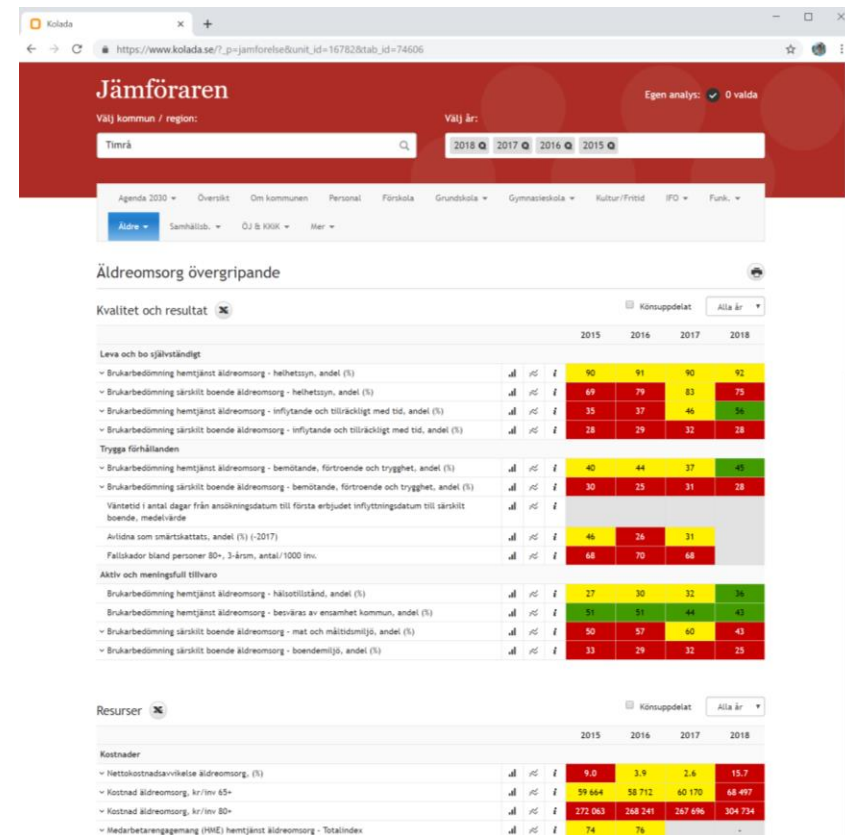 Kolada
https://www.kolada.se/?_p=jamforelse&unit_id=16782&tab_id=74606
Jämföraren
Egen analys: 0 valda
Välj kommun / region: Välj år:
Timrå 2018 2017 2016 2015
Agenda 2030 Översikt Om kommunen Personal Förskola Grundskola Gymnasieskola Kultur/Fritid IFO Funk.
Äldre Samhällsb. ÖJ & KKIK Mer
Äldreomsorg övergripande
Kvalitet och resultat Könsuppdelat Alla år
2015 2016 2017 2018
Leva och bo självständigt
Brukarbedömning hemtjänst äldreomsorg - helhetssyn, andel (%) 90 91 90 92
Brukarbedömning särskilt boende äldreomsorg - helhetssyn, andel (%) 69 79 83 75
Brukarbedömning hemtjänst äldreomsorg - inflytande och tillräckligt med tid, andel (%) 35 37 46 56
Brukarbedömning särskilt boende äldreomsorg - inflytande och tillräckligt med tid, andel (%) 28 29 32 28
Trygga förhållanden
Brukarbedömning hemtjänst äldreomsorg - bemötande, förtroende och trygghet, andel (%) 40 44 37 45
Brukarbedömning särskilt boende äldreomsorg - bemötande, förtroende och trygghet, andel (%) 30 25 31 28
Väntetid i antal dagar från ansökningsdatum till första erbjudet inflyttningsdatum till särskilt
boende, medelvärde
Avlidna som smärtskattats, andel (%) (-2017) 46 26 31
Fallskador bland personer 80+, 3-årsm, antal/1000 inv. 68 70 68
Aktiv och meningsfull tillvaro
Brukarbedömning hemtjänst äldreomsorg - hälsotillstånd, andel (%) 27 30 32 36
Brukarbedömning hemtjänst äldreomsorg - besväras av ensamhet kommun, andel (%) 51 51 44 43
Brukarbedömning särskilt boende äldreomsorg - mat och måltidsmiljö, andel (%) 50 57 60 43
Brukarbedömning särskilt boende äldreomsorg - boendemiljö, andel (%) 33 29 32 25
Resurser Könsuppdelat Alla år
2015 2016 2017 2018
Kostnader
Nettokostnadsavvikelse äldreomsorg, (%) 9.0 3.9 2.6 15.7
Kostnad äldreomsorg, kr/inv 65+ 59 664 58 712 60 170 68 497
Kostnad äldreomsorg, kr/inv 80+ 272 063 268 241 267 696 304 734
Medarbetarengagemang (HME) hemtjänst äldreomsorg - Totalindex 74 76 -